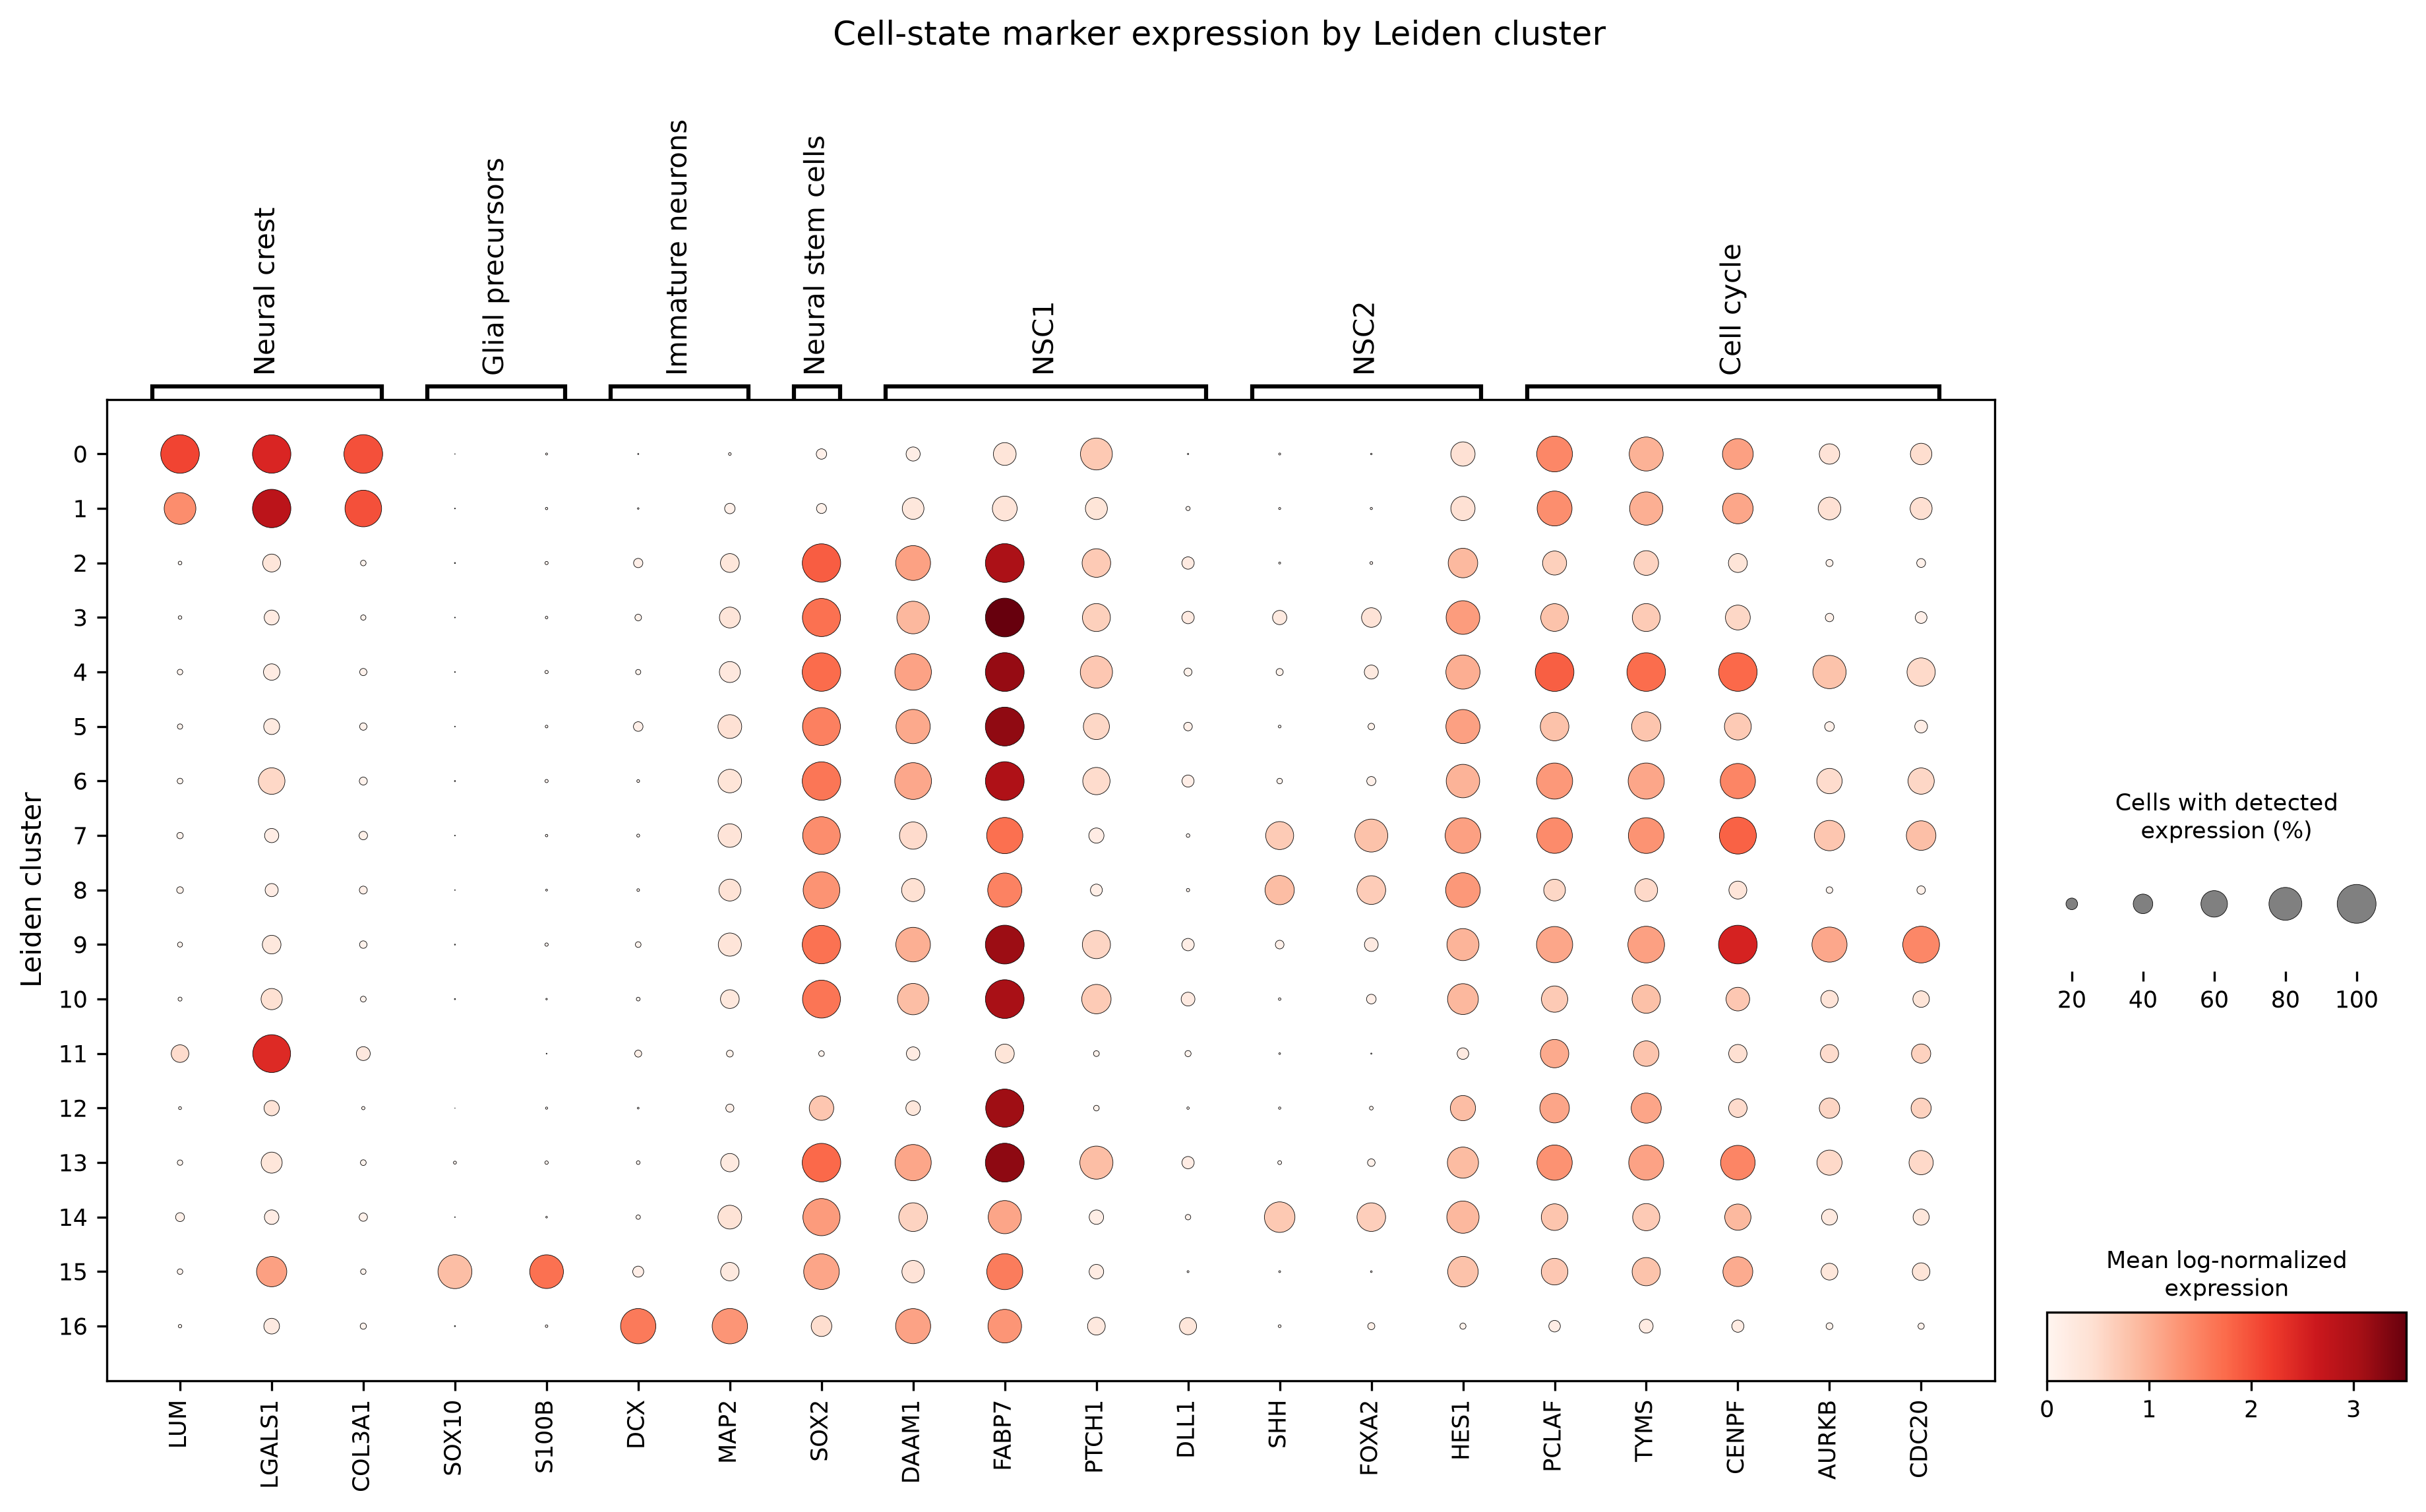 Cell-state marker expression by Leiden cluster
Neural crest
Glial precursors
Immature neurons
Neural stem cells
NSC1
NSC2
Cell cycle
Leiden cluster
0
1
2
3
4
5
6
7
8
9
10
11
12
13
14
15
16
LUM
LGALS1
COL3A1
SOX10
S100B
DCX
MAP2
SOX2
DAAM1
FABP7
PTCH1
DLL1
SHH
FOXA2
HES1
PCLAF
TYMS
CENPF
AURKB
CDC20
Cells with detected
expression (%)
20 40 60 80 100
Mean log-normalized
expression
0 1 2 3